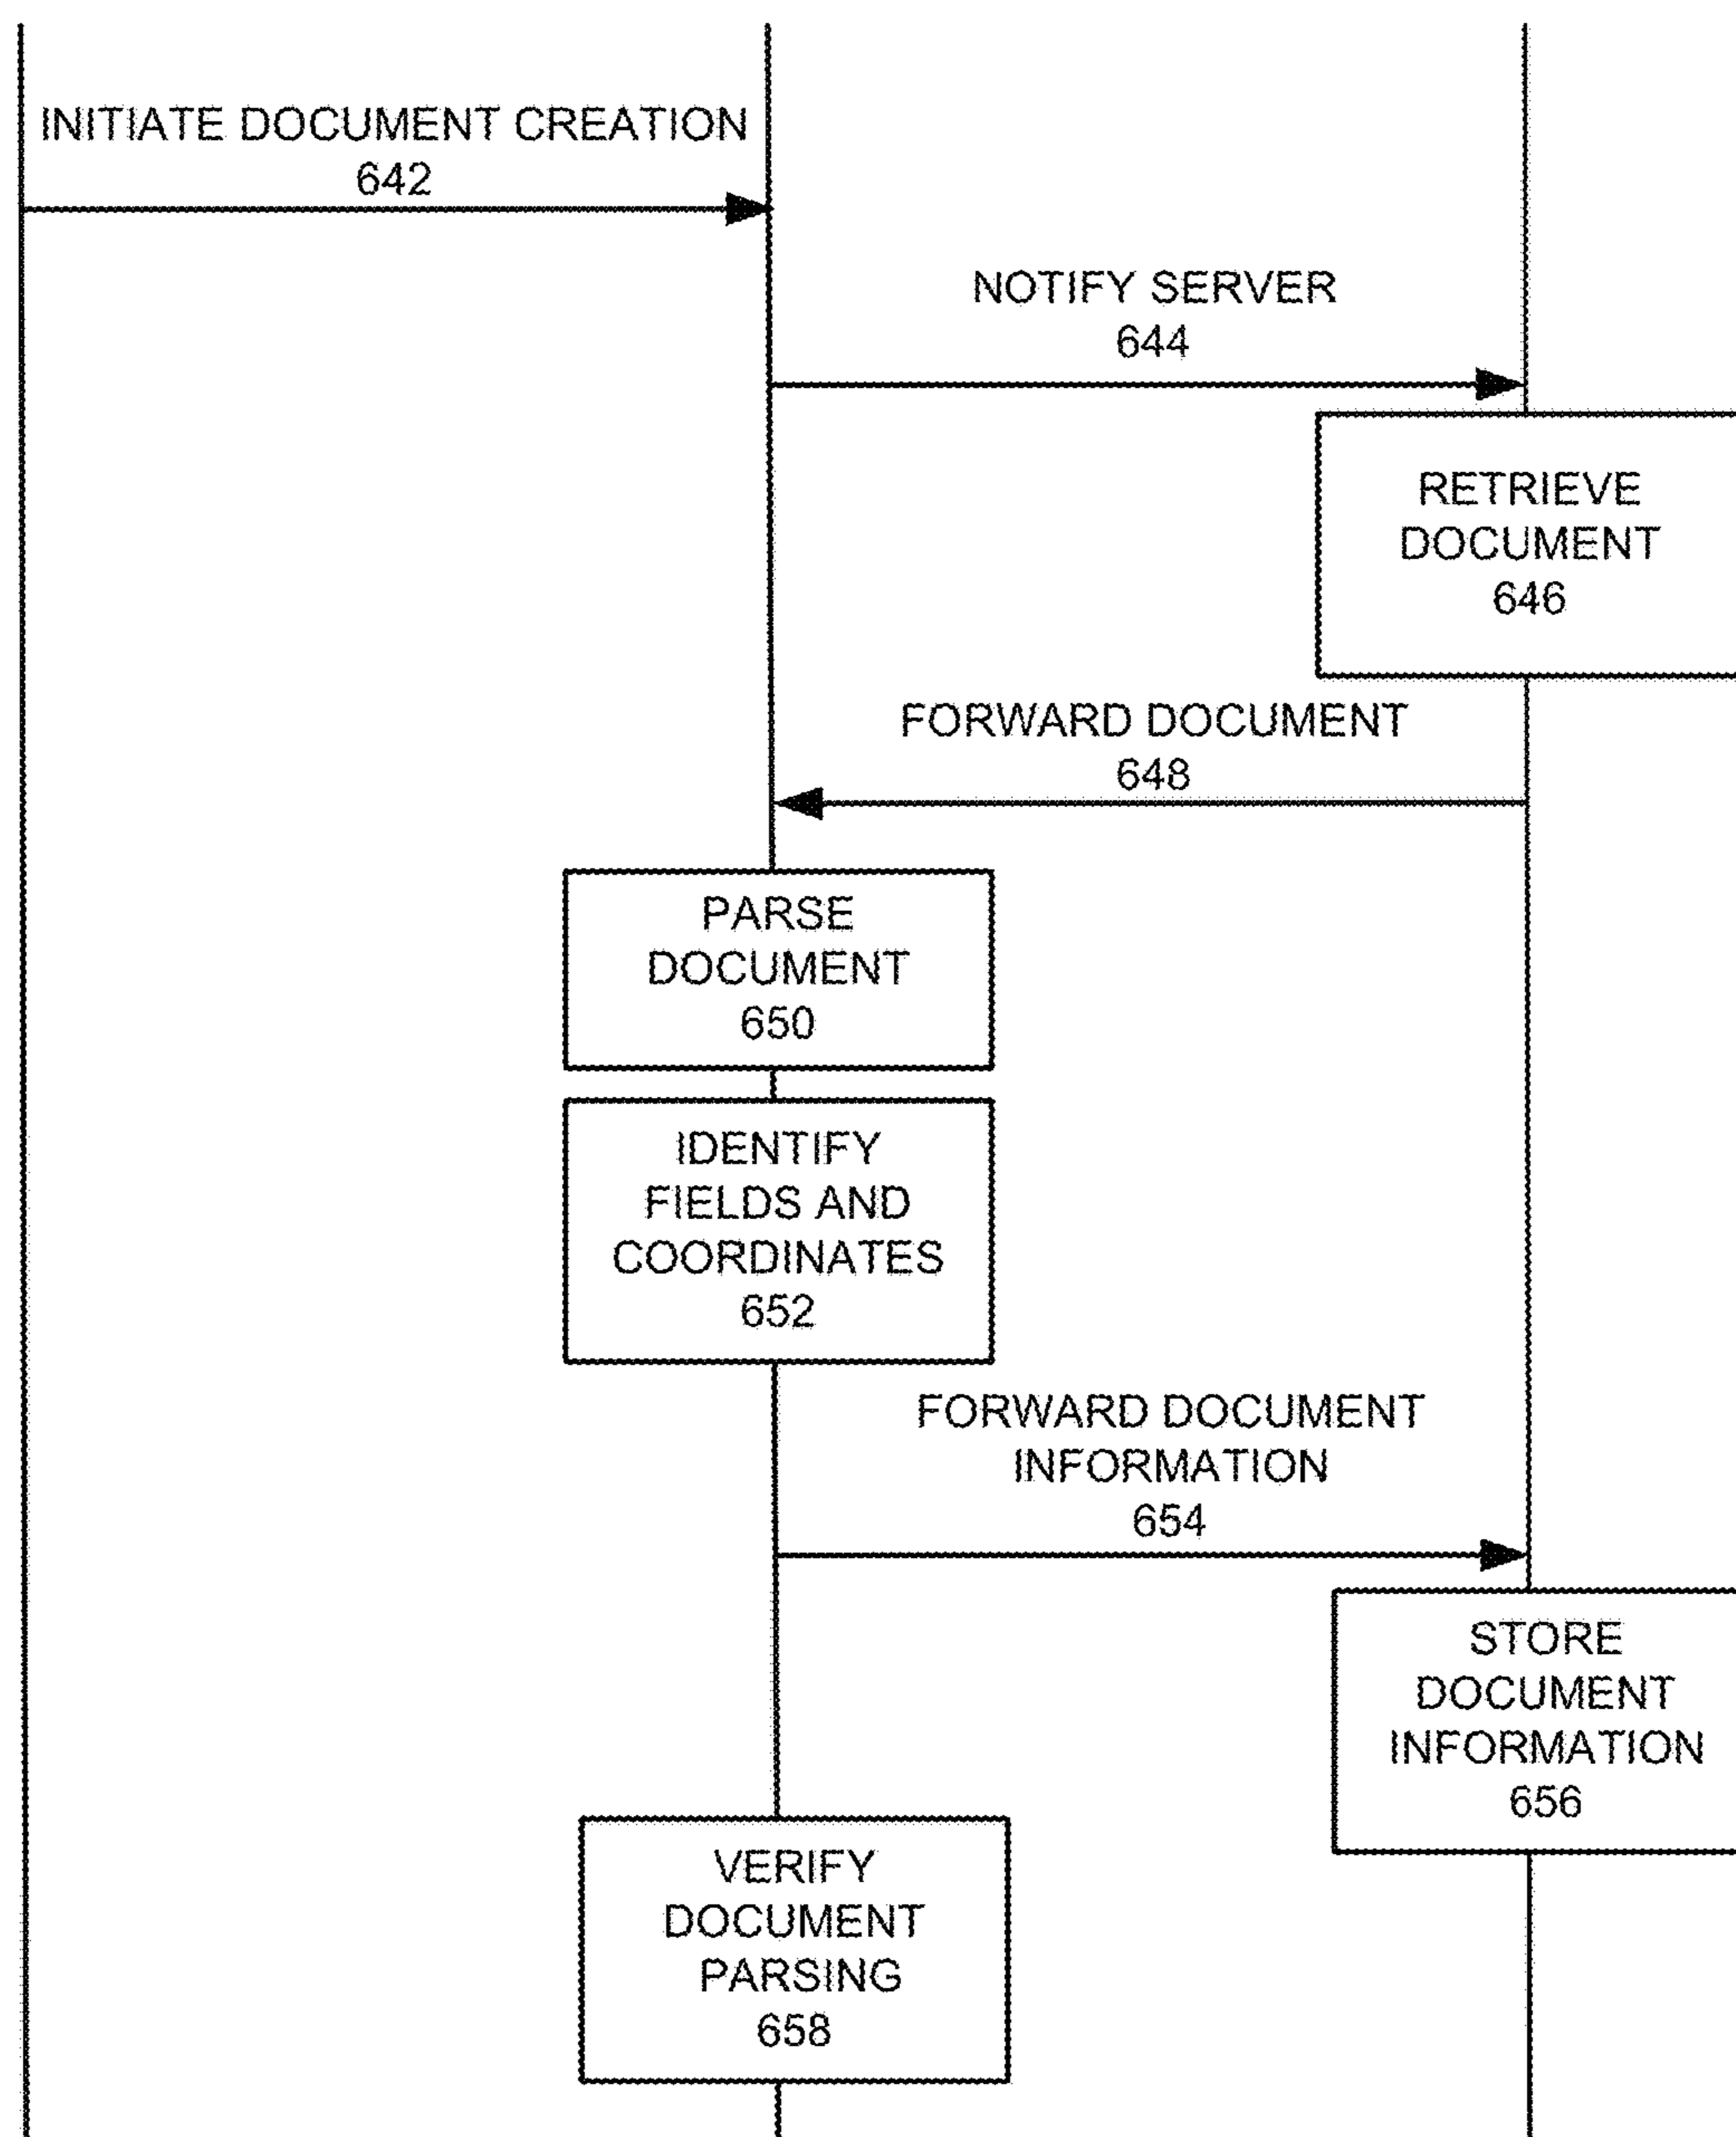 INITIATE DOCUMENT CREATION
642
NOTIFY SERVER
644
RETRIEVE
DOCUMENT
646
FORWARD DOCUMENT
648
PARSE
DOCUMENT
650
IDENTIFY
FIELDS AND
COORDINATES
652
FORWARD DOCUMENT
INFORMATION
654
STORE
DOCUMENT
INFORMATION
656
VERIFY
DOCUMENT
PARSING
658